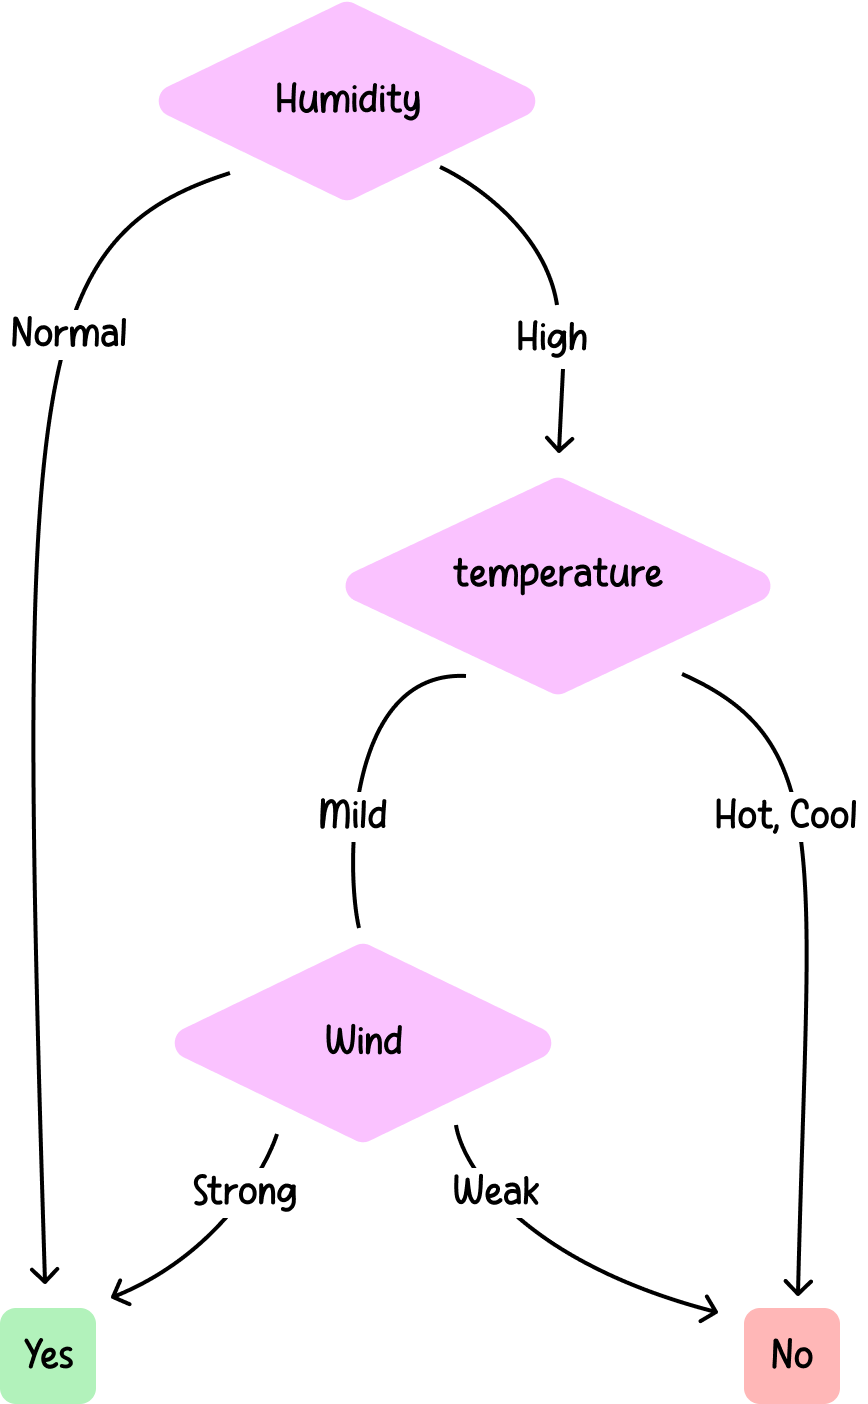 Humidity
Normal
High
temperature
Mild
Hot, Cool
Wind
Strong
Weak
Yes
No